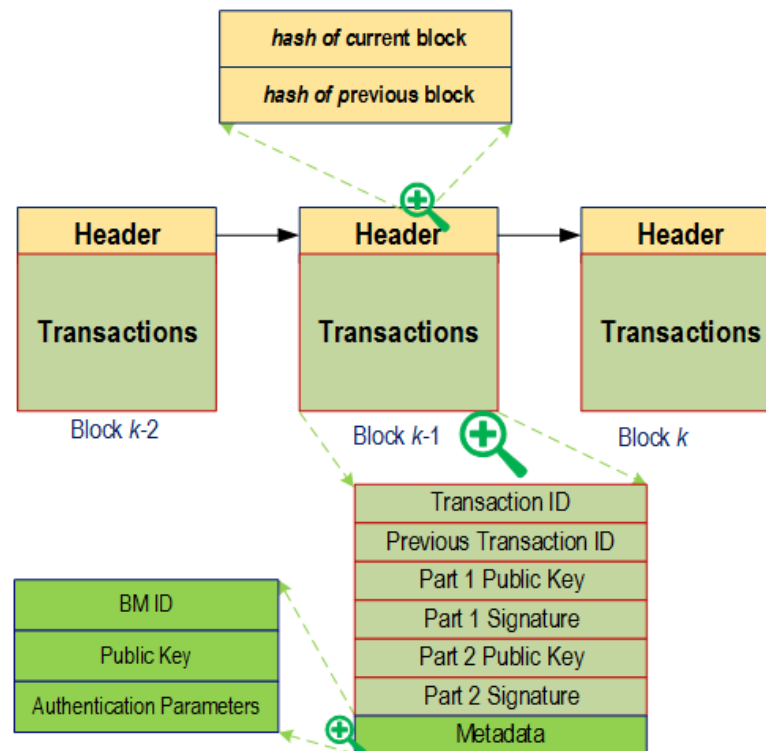 hash of current block
hash of previous block
Header
Header
Header
Transactions
Transactions
Transactions
Block k-2
Block k-1
Block k
Transaction ID
Previous Transaction ID
Part 1 Public Key
Part 1 Signature
Part 2 Public Key
Part 2 Signature
Metadata
BM ID
Public Key
Authentication Parameters